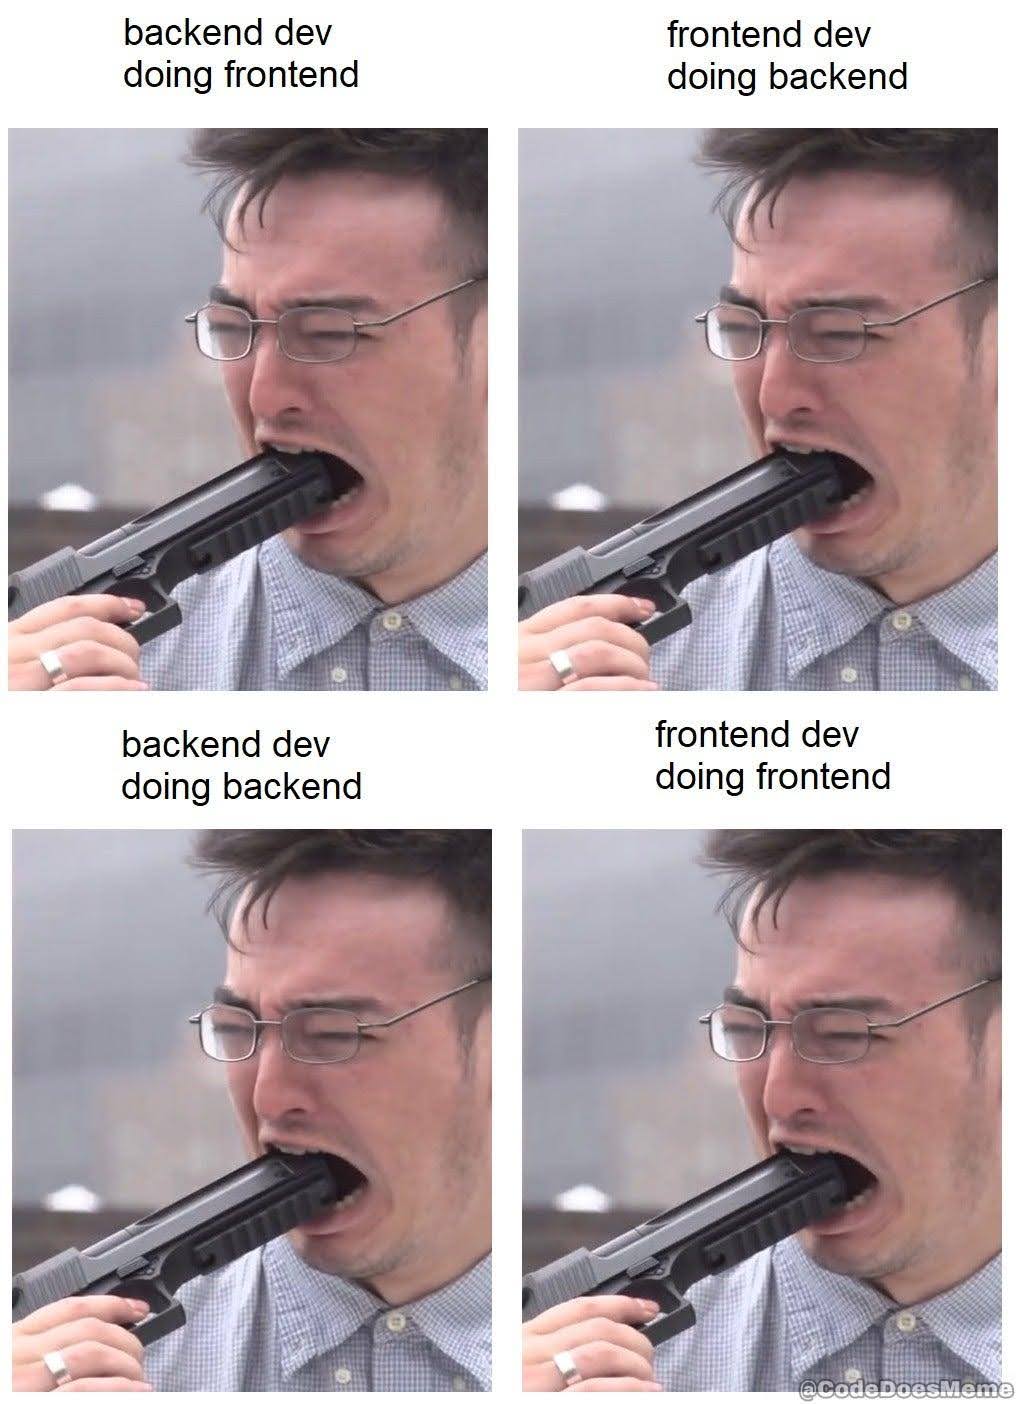 backend dev
doing frontend
frontend dev
doing backend
backend dev
doing backend
frontend dev
doing frontend
@CodeDoesMeme